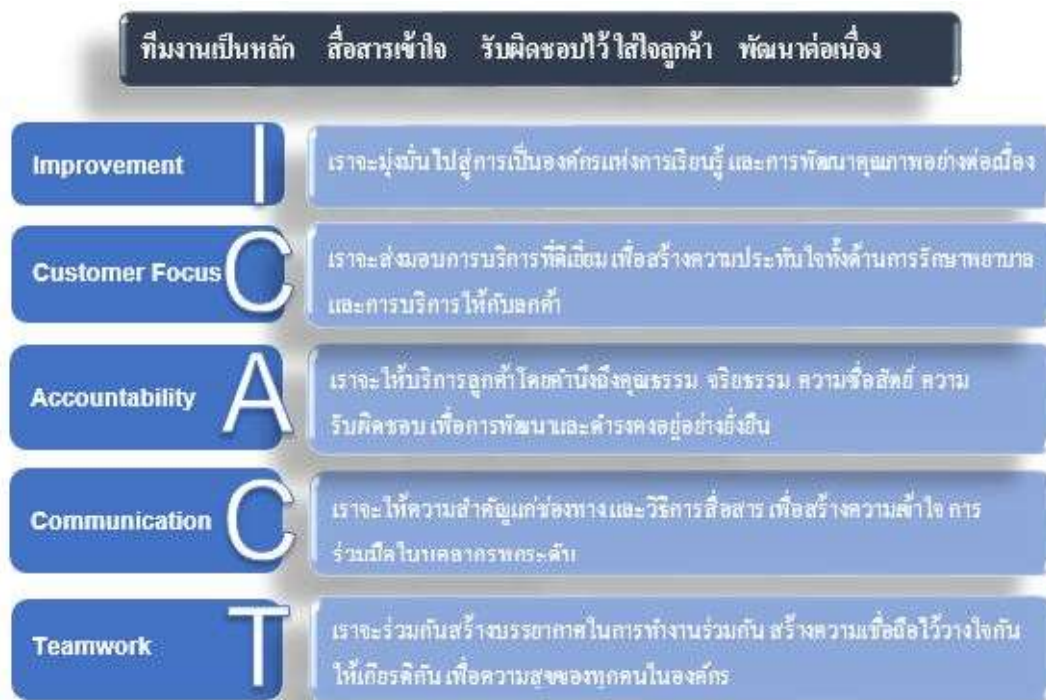 ทีมงานเป็นหลัก สื่อสารเข้าใจ รับผิดชอบไว้ ใส่ใจลูกค้า พัฒนาต่อเนื่อง
Improvement I
เราจะมุ่งมั่นไปสู่การเป็นองค์กรแห่งการเรียนรู้ และการพัฒนาคุณภาพอย่างต่อเนื่อง
Customer Focus C
เราจะส่งมอบการบริการที่ดีเยี่ยม เพื่อสร้างความประทับใจทั้งด้านการรักษาพยาบาล
และการบริการให้กับลูกค้า
Accountability A
เราจะให้บริการลูกค้าโดยคำนึงถึงคุณธรรม จริยธรรม ความซื่อสัตย์ ความ
รับผิดชอบ เพื่อการพัฒนาและดำรงคงอยู่อย่างยั่งยืน
Communication C
เราจะให้ความสำคัญแก่ช่องทางและวิธีการสื่อสาร เพื่อสร้างความเข้าใจ การ
ร่วมมือในบุคลากรทุกระดับ
Teamwork T
เราจะร่วมกันสร้างบรรยากาศในการทำงานร่วมกัน สร้างความเชื่อถือไว้วางใจกัน
ให้เกียรติกัน เพื่อความสุขของทุกคนในองค์กร